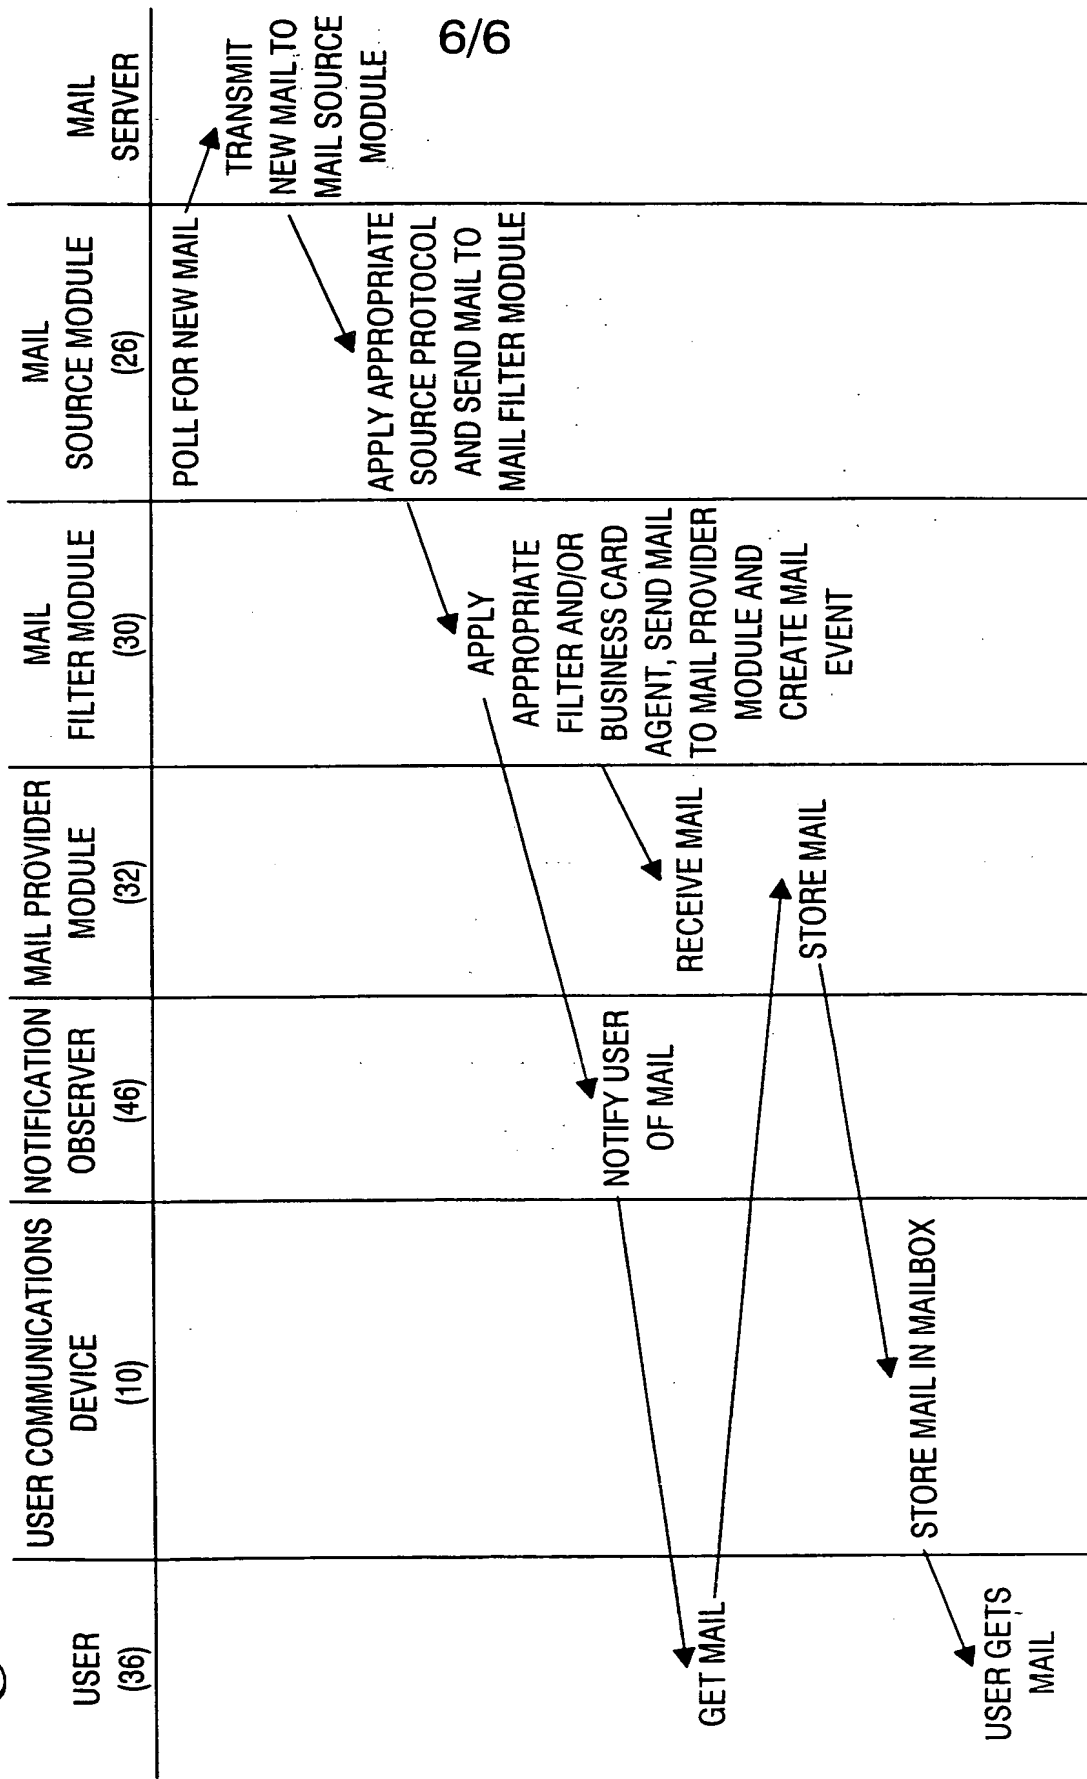 6/6
USER
(36)
USER COMMUNICATIONS
DEVICE
(10)
NOTIFICATION
OBSERVER
(46)
MAIL PROVIDER
MODULE
(32)
MAIL
FILTER MODULE
(30)
MAIL
SOURCE MODULE
(26)
MAIL
SERVER
POLL FOR NEW MAIL
TRANSMIT
NEW MAIL TO
MAIL SOURCE
MODULE
APPLY APPROPRIATE
SOURCE PROTOCOL
AND SEND MAIL TO
MAIL FILTER MODULE
APPLY
APPROPRIATE
FILTER AND/OR
BUSINESS CARD
AGENT, SEND MAIL
TO MAIL PROVIDER
MODULE AND
CREATE MAIL
EVENT
NOTIFY USER
OF MAIL
RECEIVE MAIL
GET MAIL
STORE MAIL
STORE MAIL IN MAILBOX
USER GETS
MAIL